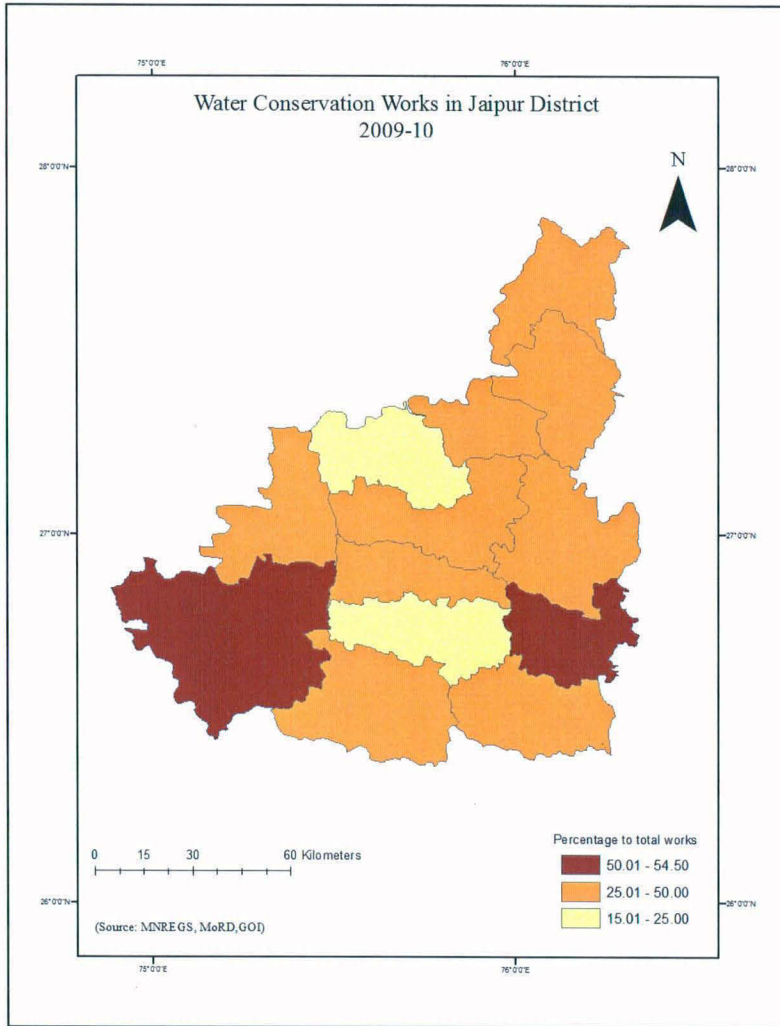 75°0'0"E 76°0'0"E
Water Conservation Works in Jaipur District
2009-10
28°0'0"N 28°0'0"N
N
27°0'0"N 27°0'0"N
Percentage to total works
0 15 30 60 Kilometers
50.01 - 54.50
25.01 - 50.00
15.01 - 25.00
26°0'0"N 26°0'0"N
(Source: MNREGS, MoRD,GOI)
75°0'0"E 76°0'0"E